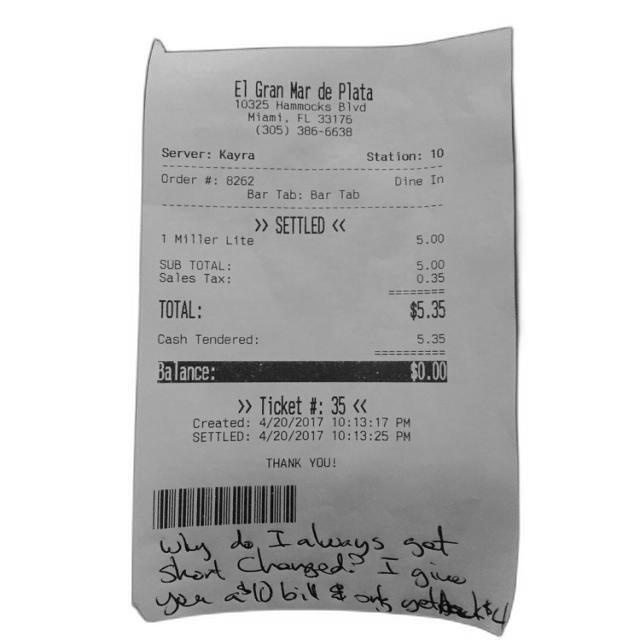 El Gran Mar de Plata
10325 Hammocks Blvd
Miami, FL 33176
(305) 386-6638
Server: Kayra Station: 10
Order #: 8262 Dine In
Bar Tab: Bar Tab
>> SETTLED <<
1 Miller Lite 5.00
SUB TOTAL: 5.00
Sales Tax: 0.35
TOTAL: $5.35
Cash Tendered: 5.35
Balance: $0.00
>> Ticket #: 35 <<
Created: 4/20/2017 10:13:17 PM
SETTLED: 4/20/2017 10:13:25 PM
THANK YOU!
Why do I always get
short changed? I give
you a $10 bill & only get back $4